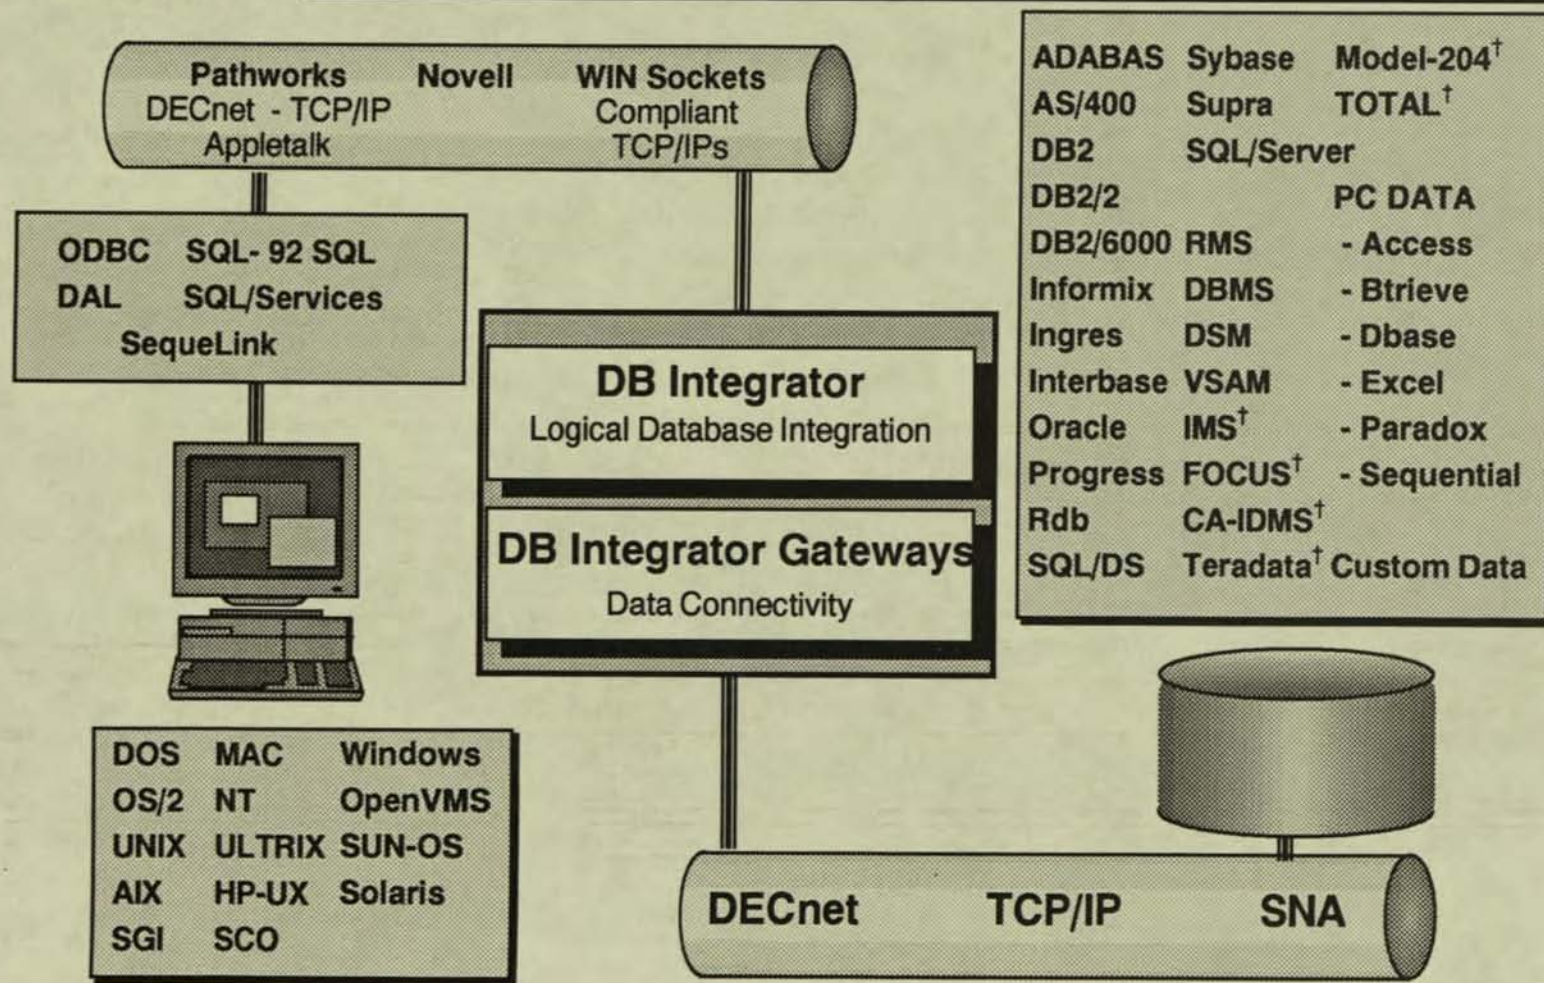 Pathworks Novell WIN Sockets
DECnet - TCP/IP Compliant
Appletalk TCP/IPs
ODBC SQL- 92 SQL
DAL SQL/Services
SequeLink
DB Integrator
Logical Database Integration
DB Integrator Gateways
Data Connectivity
ADABAS Sybase Model-204†
AS/400 Supra TOTAL†
DB2 SQL/Server
DB2/2 PC DATA
DB2/6000 RMS - Access
Informix DBMS - Btrieve
Ingres DSM - Dbase
Interbase VSAM - Excel
Oracle IMS† - Paradox
Progress FOCUS† - Sequential
Rdb CA-IDMS†
SQL/DS Teradata† Custom Data
DOS MAC Windows
OS/2 NT OpenVMS
UNIX ULTRIX SUN-OS
AIX HP-UX Solaris
SGI SCO
DECnet TCP/IP SNA